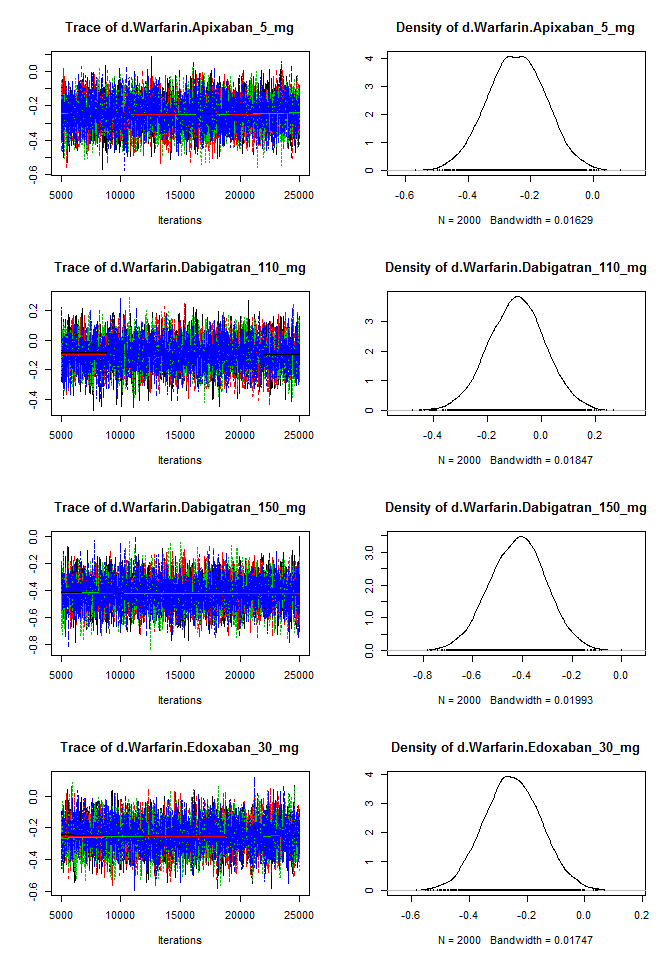 Trace of d.Warfarin.Apixaban_5_mg
Density of d.Warfarin.Apixaban_5_mg
0.0
-0.2
-0.4
-0.6
5000 10000 15000 20000 25000
Iterations
4
3
2
1
0
-0.6 -0.4 -0.2 0.0
N = 2000 Bandwidth = 0.01629
Trace of d.Warfarin.Dabigatran_110_mg
Density of d.Warfarin.Dabigatran_110_mg
0.2
0.0
-0.2
-0.4
5000 10000 15000 20000 25000
Iterations
3
2
1
0
-0.4 -0.2 0.0 0.2
N = 2000 Bandwidth = 0.01847
Trace of d.Warfarin.Dabigatran_150_mg
Density of d.Warfarin.Dabigatran_150_mg
0.0
-0.2
-0.4
-0.6
-0.8
5000 10000 15000 20000 25000
Iterations
3.0
2.0
1.0
0.0
-0.8 -0.6 -0.4 -0.2 0.0
N = 2000 Bandwidth = 0.01993
Trace of d.Warfarin.Edoxaban_30_mg
Density of d.Warfarin.Edoxaban_30_mg
0.0
-0.2
-0.4
-0.6
5000 10000 15000 20000 25000
Iterations
4
3
2
1
0
-0.6 -0.4 -0.2 0.0 0.2
N = 2000 Bandwidth = 0.01747